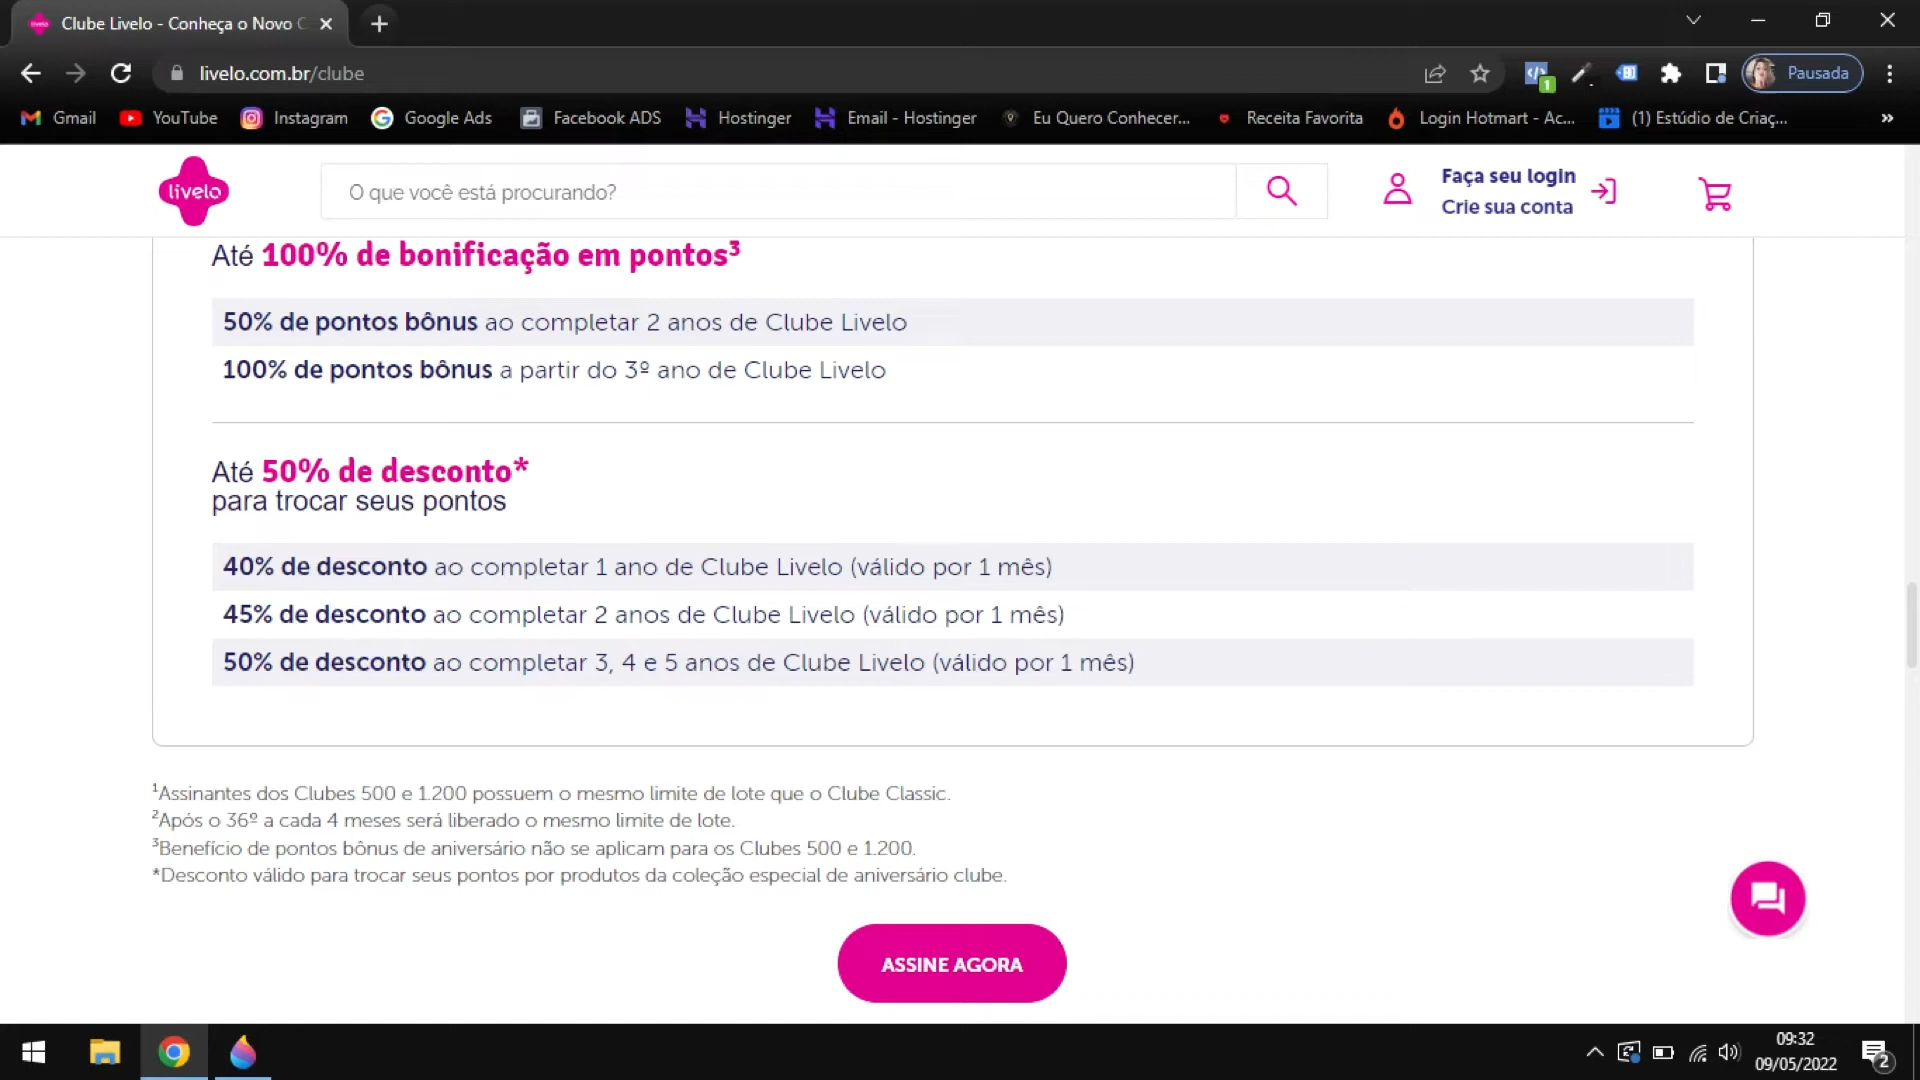 Clube Livelo - Conheça o Novo C
livelo.com.br/clube
Pausada
Gmail
YouTube
Instagram
Google Ads
Facebook ADS
Hostinger
Email - Hostinger
Eu Quero Conhecer...
Receita Favorita
Login Hotmart - Ac...
(1) Estúdio de Criaç...
livelo
O que você está procurando?
Faça seu login
Crie sua conta
Até 100% de bonificação em pontos³
50% de pontos bônus ao completar 2 anos de Clube Livelo
100% de pontos bônus a partir do 3º ano de Clube Livelo
Até 50% de desconto*
para trocar seus pontos
40% de desconto ao completar 1 ano de Clube Livelo (válido por 1 mês)
45% de desconto ao completar 2 anos de Clube Livelo (válido por 1 mês)
50% de desconto ao completar 3, 4 e 5 anos de Clube Livelo (válido por 1 mês)
¹Assinantes dos Clubes 500 e 1.200 possuem o mesmo limite de lote que o Clube Classic.
²Após o 36º a cada 4 meses será liberado o mesmo limite de lote.
³Benefício de pontos bônus de aniversário não se aplicam para os Clubes 500 e 1.200.
*Desconto válido para trocar seus pontos por produtos da coleção especial de aniversário clube.
ASSINE AGORA
09:32
09/05/2022
2